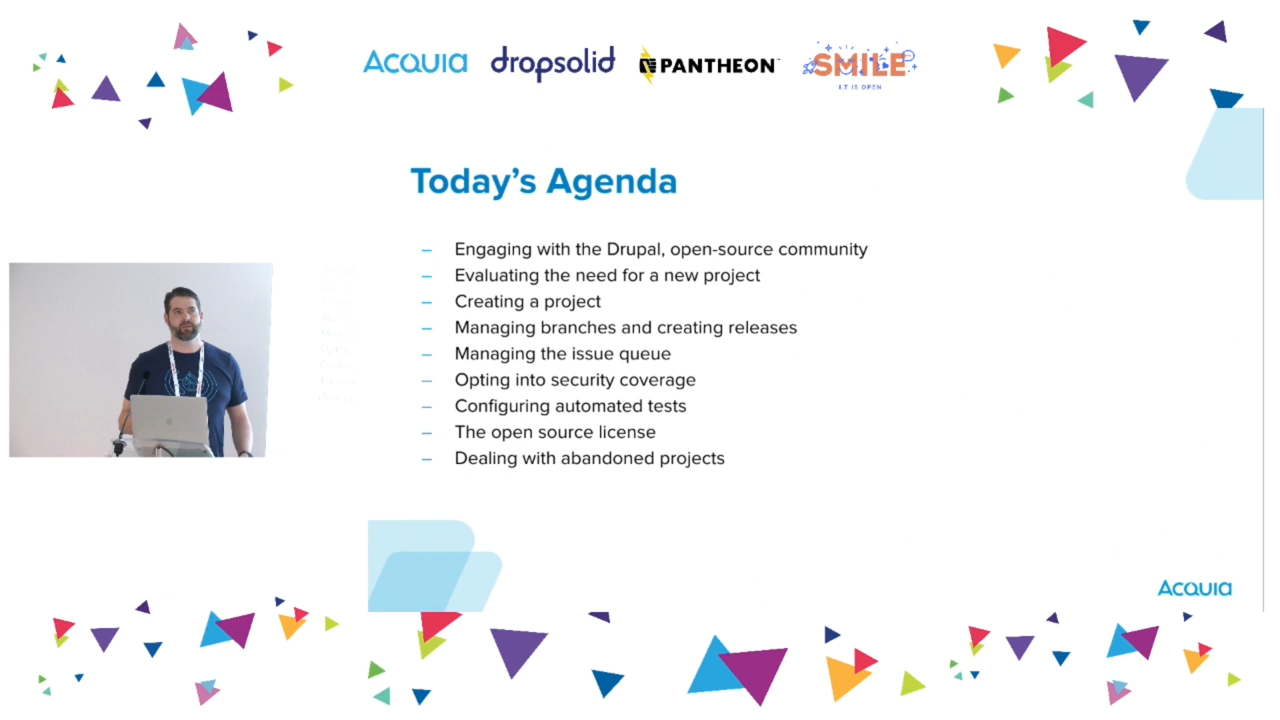 Acquia
dropsolid
PANTHEON
SMILE
I.T IS OPEN
Today's Agenda
– Engaging with the Drupal, open-source community
– Evaluating the need for a new project
– Creating a project
– Managing branches and creating releases
– Managing the issue queue
– Opting into security coverage
– Configuring automated tests
– The open source license
– Dealing with abandoned projects
Acquia